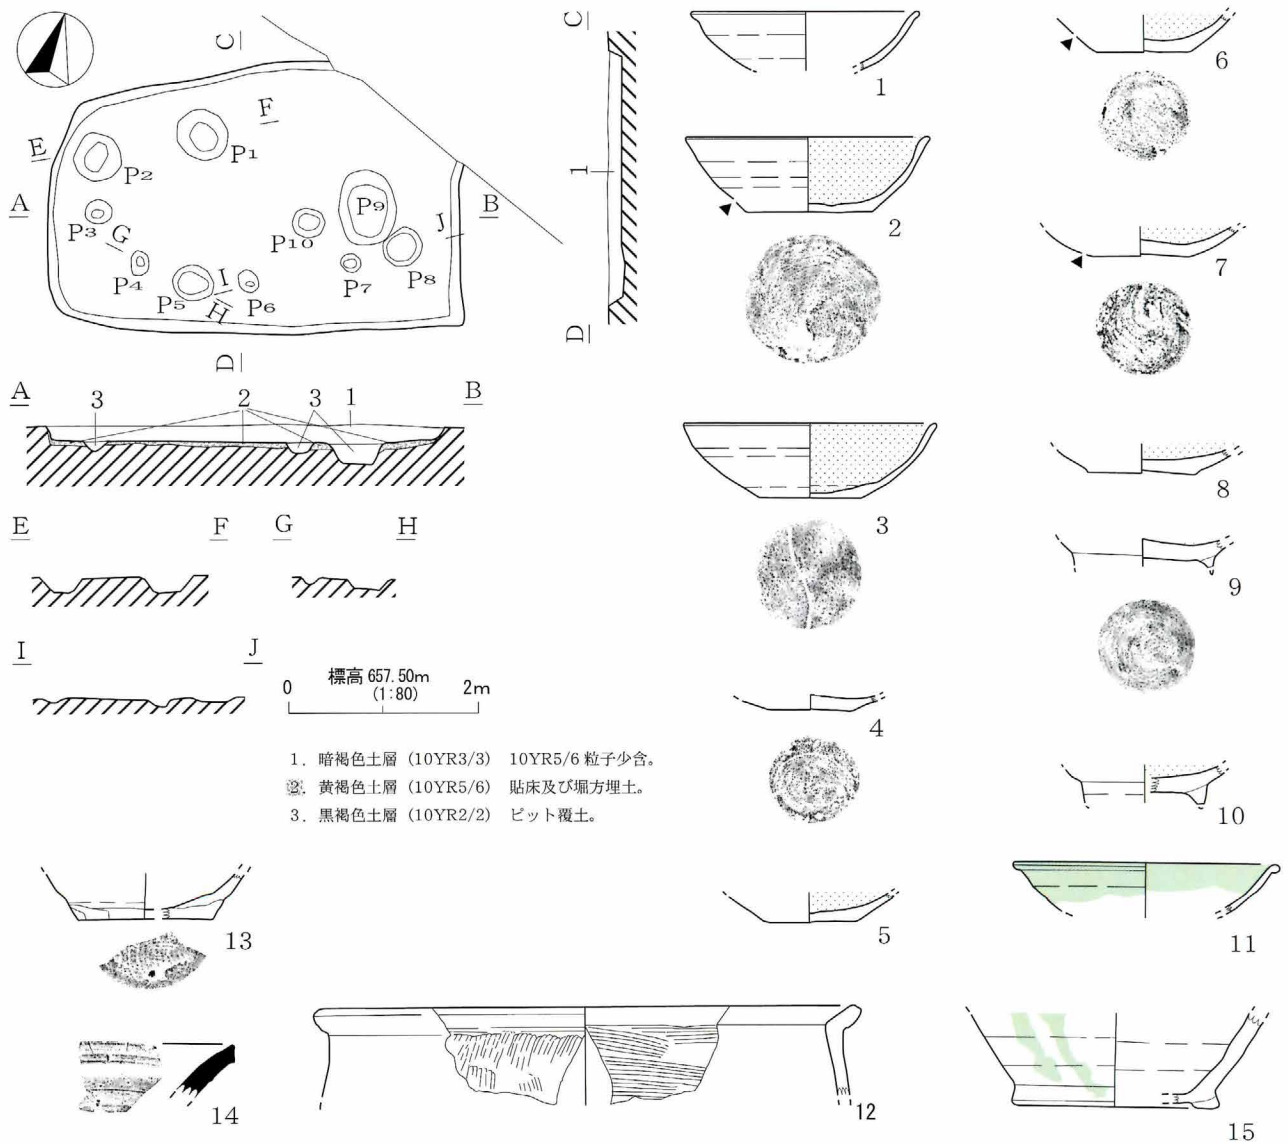 C
F
P1
E
P2
A
P3
G
P4
P5
I
H
P6
P10
P9
J
B
P8
P7
D
C
1
D
A
3
2
3
1
B
E
F
G
H
I
J
標高 657.50m
(1:80)
0
2m
1. 暗褐色土層 (10YR3/3) 10YR5/6 粒子少含。
2. 黄褐色土層 (10YR5/6) 貼床及び堀方埋土。
3. 黒褐色土層 (10YR2/2) ピット覆土。
1
2
3
4
5
6
7
8
9
10
11
12
13
14
15